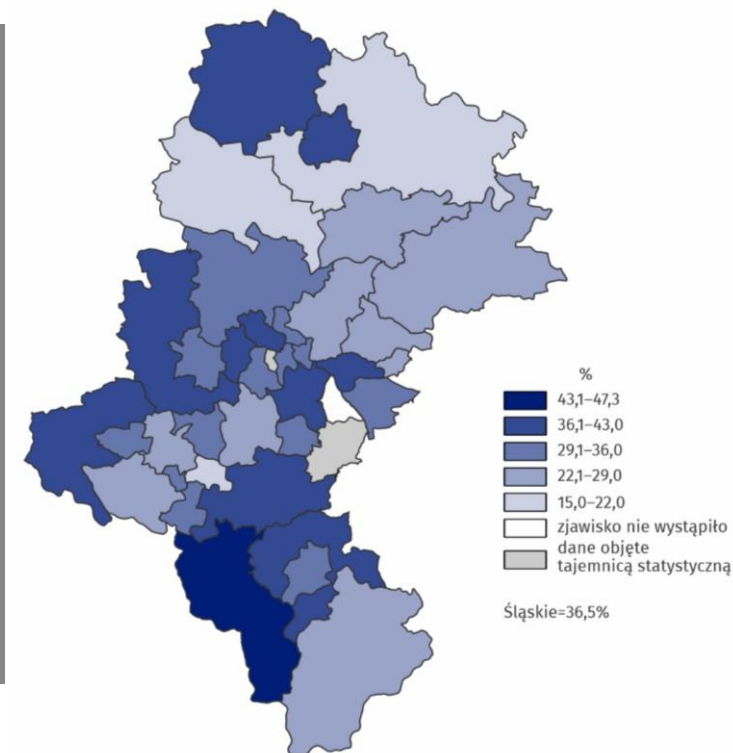 %
43,1–47,3
36,1–43,0
29,1–36,0
22,1–29,0
15,0–22,0
zjawisko nie wystąpiło
dane objęte
tajemnicą statystyczną
Śląskie=36,5%